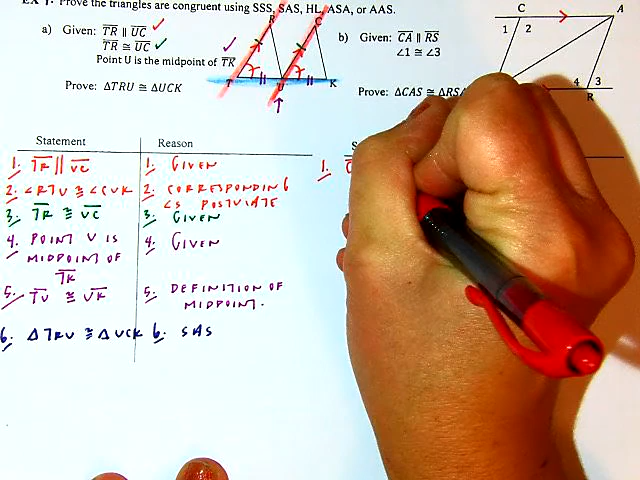 EX 1: Prove the triangles are congruent using SSS, SAS, HL, ASA, or AAS.
a) Given: TR ∥ UC ✓
TR ≅ UC ✓
Point U is the midpoint of TK ✓
Prove: ΔTRU ≅ ΔUCK
R C
T U K
b) Given: CA ∥ RS
∠1 ≅ ∠3
Prove: ΔCAS ≅ ΔRSA
C A
1 2
4 3
R
Statement Reason
1. TR ∥ UC 1. GIVEN
2. ∠RTU ≅ ∠CUK 2. CORRESPONDING
∠S POSTULATE
3. TR ≅ UC 3. GIVEN
4. POINT U IS 4. GIVEN
MIDPOINT OF
TK
5. TU ≅ UK 5. DEFINITION OF
MIDPOINT.
6. ΔTRU ≅ ΔUCK 6. SAS
1.